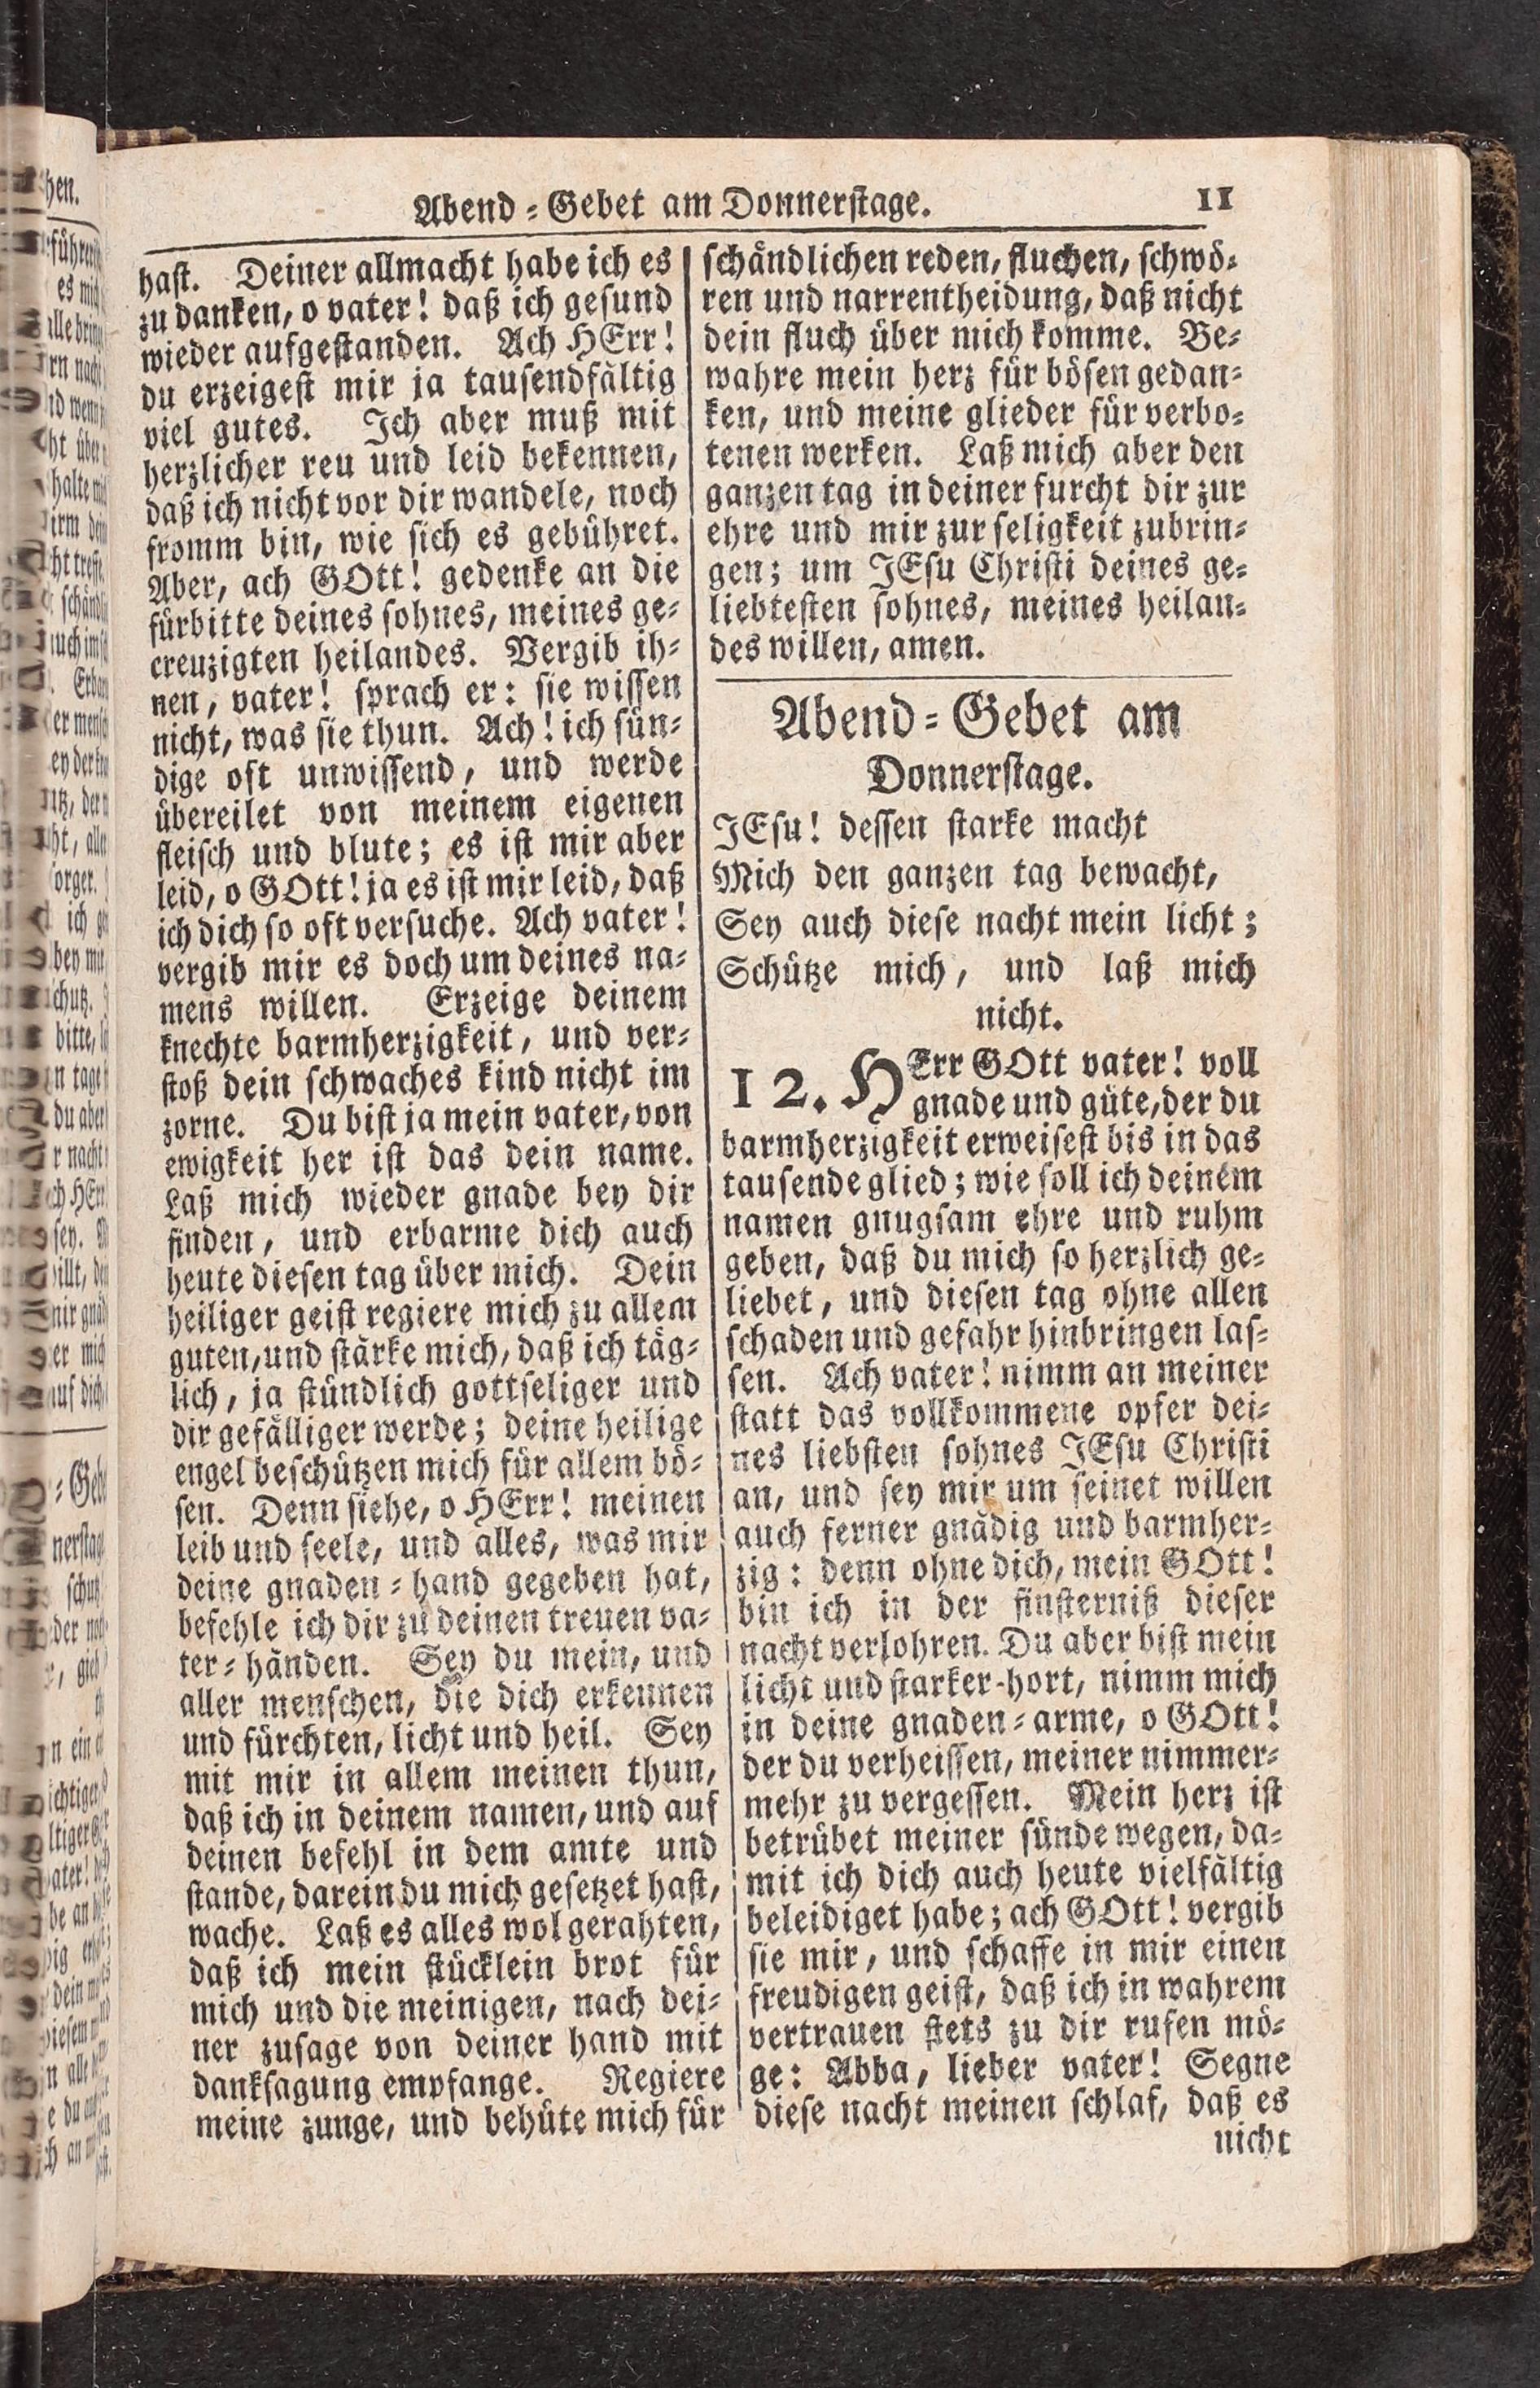 Abend-Gebet am Donnerstage. 11
hast. Deiner allmacht habe ich es
zu danken, o vater! daß ich gesund
wieder aufgestanden. Ach HErr!
du erzeigest mir ja tausendfältig
viel gutes. Ich aber muß mit
herzlicher reu und leid bekennen,
daß ich nicht vor dir wandele, noch
fromm bin, wie sich es gebühret.
Aber, ach GOtt! gedenke an die
fürbitte deines sohnes, meines ge-
creuzigten heilandes. Vergib ih-
nen, vater! sprach er: sie wissen
nicht, was sie thun. Ach! ich sün-
dige oft unwissend, und werde
übereilet von meinem eigenen
fleisch und blute; es ist mir aber
leid, o GOtt! ja es ist mir leid, daß
ich dich so oft versuche. Ach vater!
vergib mir es doch um deines na-
mens willen. Erzeige deinem
knechte barmherzigkeit, und ver-
stoß dein schwaches kind nicht im
zorne. Du bist ja mein vater, von
ewigkeit her ist das dein name.
Laß mich wieder gnade bey dir
finden, und erbarme dich auch
heute diesen tag über mich. Dein
heiliger geist regiere mich zu allem
guten, und stärke mich, daß ich täg-
lich, ja stündlich gottseliger und
dir gefälliger werde; deine heilige
engel beschützen mich für allem bö-
sen. Denn siehe, o HErr! meinen
leib und seele, und alles, was mir
deine gnaden-hand gegeben hat,
befehle ich dir zu deinen treuen va-
ter-händen. Sey du mein, und
aller menschen, die dich erkennen
und fürchten, licht und heil. Sey
mit mir in allem meinen thun,
daß ich in deinem namen, und auf
deinen befehl in dem amte und
stande, darein du mich gesetzet hast,
wache. Laß es alles wol gerahten,
daß ich mein stücklein brot für
mich und die meinigen, nach dei-
ner zusage von deiner hand mit
danksagung empfange. Regiere
meine zunge, und behüte mich für
schändlichen reden, fluchen, schwö-
ren und narrentheidung, daß nicht
dein fluch über mich komme. Be-
wahre mein herz für bösen gedan-
ken, und meine glieder für verbo-
tenen werken. Laß mich aber den
ganzen tag in deiner furcht dir zur
ehre und mir zur seligkeit zubrin-
gen; um JEsu Christi deines ge-
liebtesten sohnes, meines heilan-
des willen, amen.
Abend-Gebet am
Donnerstage.
JEsu! dessen starke macht
Mich den ganzen tag bewacht,
Sey auch diese nacht mein licht;
Schütze mich, und laß mich
nicht.
12. HErr GOtt vater! voll
gnade und güte, der du
barmherzigkeit erweisest bis in das
tausende glied; wie soll ich deinem
namen gnugsam ehre und ruhm
geben, daß du mich so herzlich ge-
liebet, und diesen tag ohne allen
schaden und gefahr hinbringen las-
sen. Ach vater! nimm an meiner
statt das vollkommene opfer dei-
nes liebsten sohnes JEsu Christi
an, und sey mir um seinet willen
auch ferner gnädig und barmher-
zig: denn ohne dich, mein GOtt!
bin ich in der finsterniß dieser
nacht verlohren. Du aber bist mein
licht und starker-hort, nimm mich
in deine gnaden-arme, o GOtt!
der du verheissen, meiner nimmer-
mehr zu vergessen. Mein herz ist
betrübet meiner sünde wegen, da-
mit ich dich auch heute vielfältig
beleidiget habe; ach GOtt! vergib
sie mir, und schaffe in mir einen
freudigen geist, daß ich in wahrem
vertrauen stets zu dir rufen mö-
ge: Abba, lieber vater! Segne
diese nacht meinen schlaf, daß es
nicht